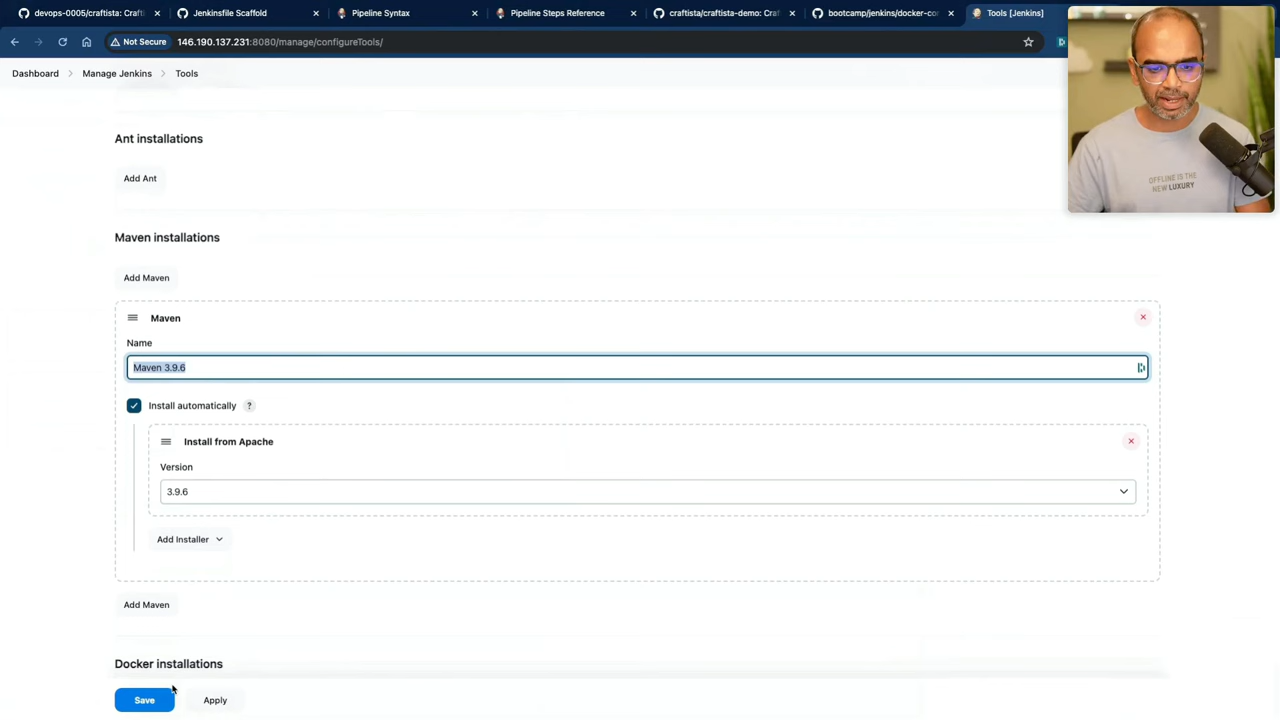 devops-0005/craftista: Crafti
Jenkinsfile Scaffold
Pipeline Syntax
Pipeline Steps Reference
craftista/craftista-demo: Craf
bootcamp/jenkins/docker-cor
Tools [Jenkins]
Not Secure
146.190.137.231:8080/manage/configureTools/
Dashboard
Manage Jenkins
Tools
Ant installations
Add Ant
Maven installations
Add Maven
Maven
Name
Maven 3.9.6
Install automatically
?
Install from Apache
Version
3.9.6
Add Installer
Add Maven
Docker installations
Save
Apply
OFFLINE IS THE
NEW LUXURY